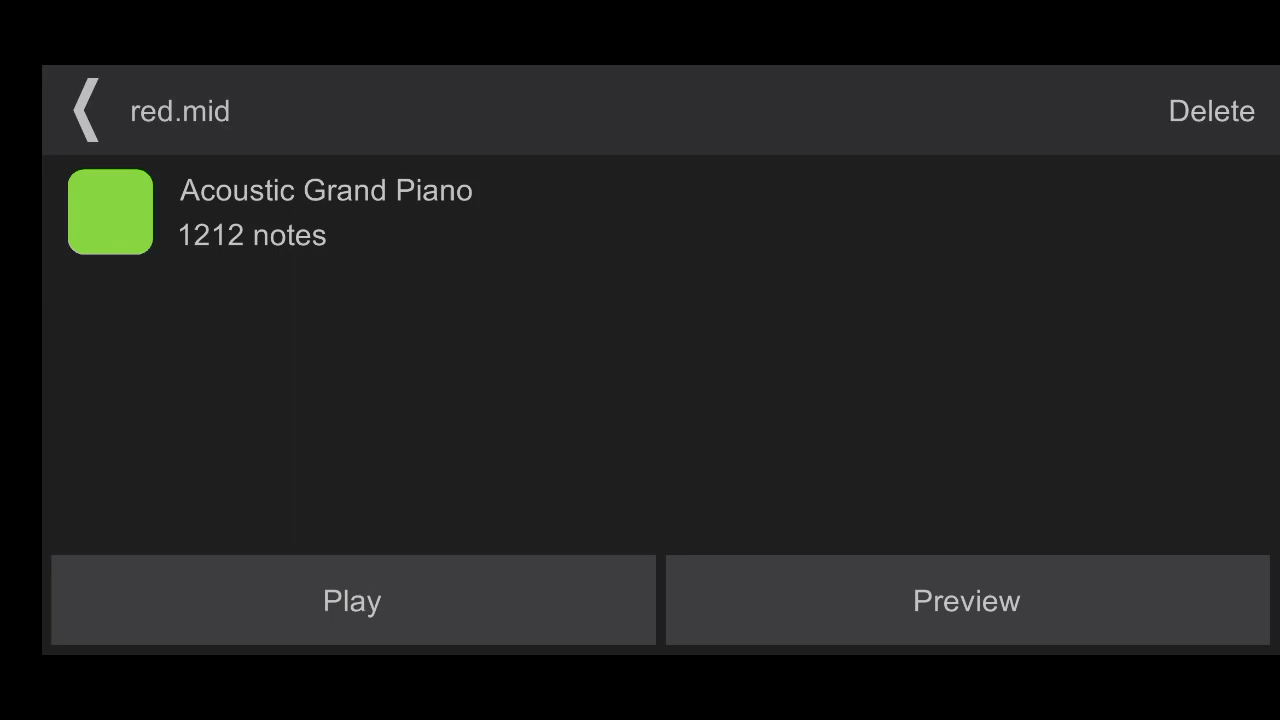 red.mid
Delete
Acoustic Grand Piano
1212 notes
Play
Preview